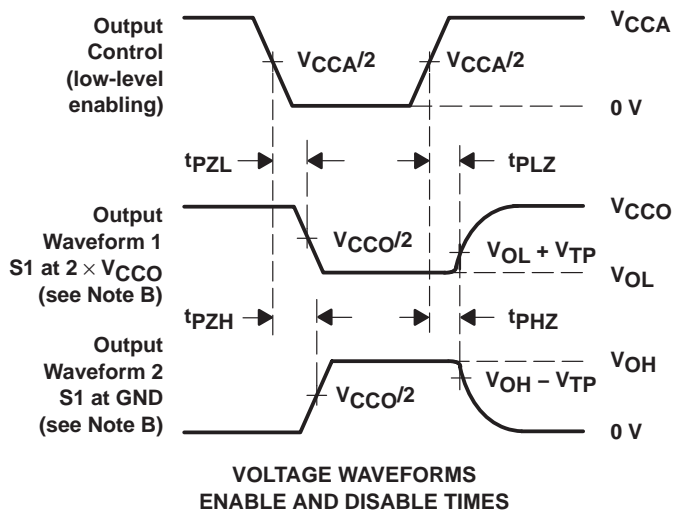 Output
Control
(low-level
enabling)
VCCA/2
VCCA/2
VCCA
0 V
tPZL
tPLZ
Output
Waveform 1
S1 at 2 × VCCO
(see Note B)
VCCO/2
VCCO
VOL + VTP
VOL
tPZH
tPHZ
Output
Waveform 2
S1 at GND
(see Note B)
VCCO/2
VOH
VOH − VTP
0 V
VOLTAGE WAVEFORMS
ENABLE AND DISABLE TIMES